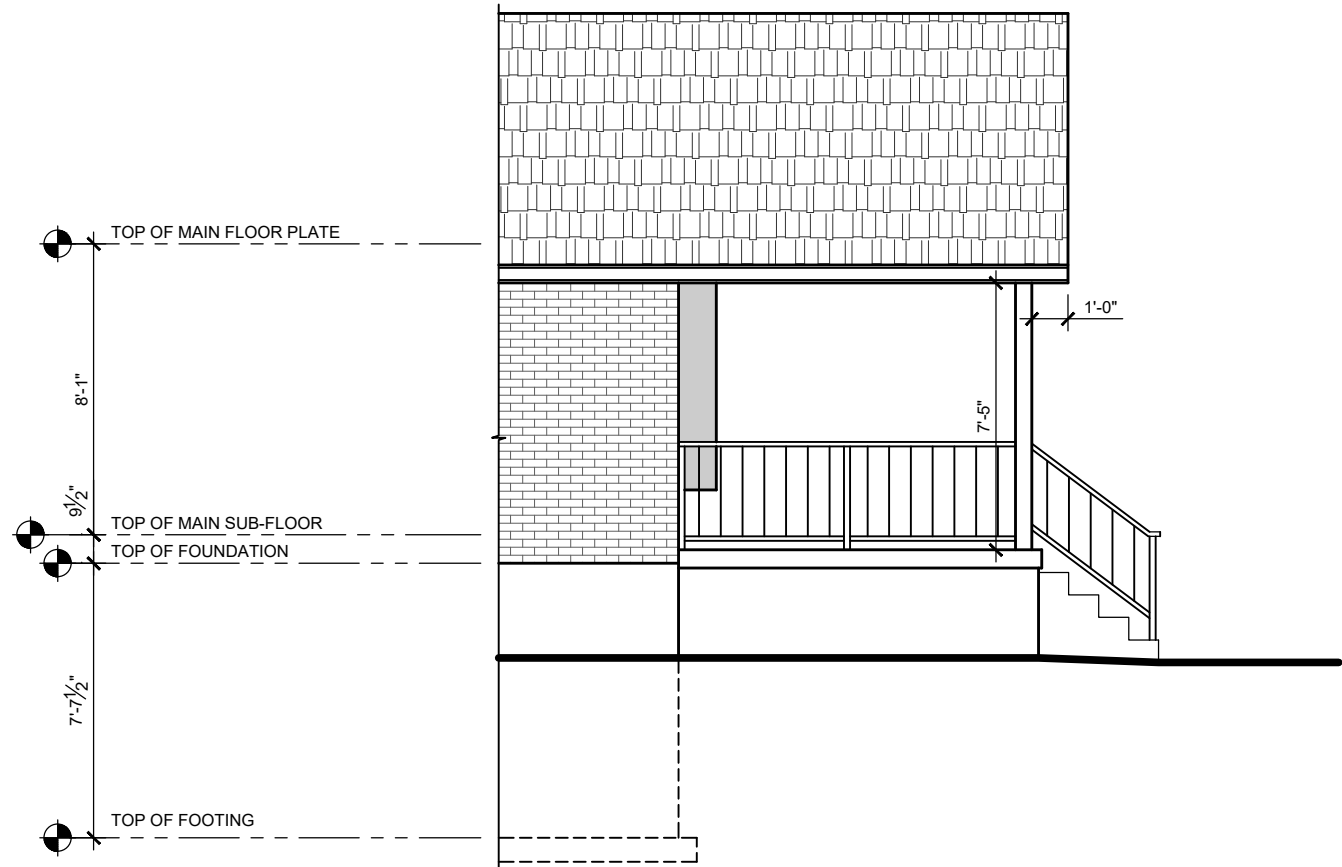 TOP OF MAIN FLOOR PLATE
1'-0"
8'-1"
7'-5"
9½"
TOP OF MAIN SUB-FLOOR
TOP OF FOUNDATION
7'-7½"
TOP OF FOOTING